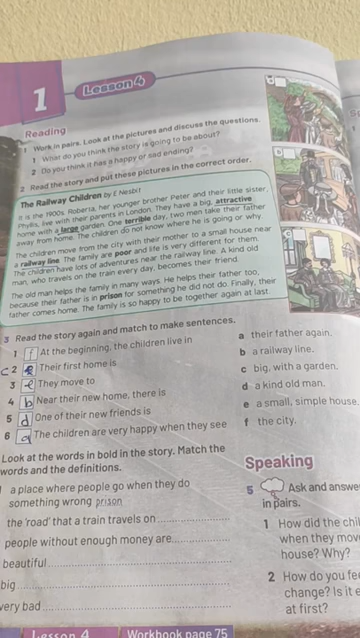 1
Lesson 4
Reading
1 Work in pairs. Look at the pictures and discuss the questions.
1 What do you think the story is going to be about?
2 Do you think it has a happy or sad ending?
2 Read the story and put these pictures in the correct order.
The Railway Children by E Nesbit
It is the 1900s. Roberta, her younger brother Peter and their little sister,
Phyllis, live with their parents in London. They have a big, attractive
home with a large garden. One terrible day, two men take their father
away from home. The children do not know where he is going or why.
The children move from the city with their mother to a small house near
a railway line. The family are poor and life is very different for them.
The children have lots of adventures near the railway line. A kind old
man, who travels on the train every day, becomes their friend.
The old man helps the family in many ways. He helps their father too,
because their father is in prison for something he did not do. Finally, their
father comes home. The family is so happy to be together again at last.
3 Read the story again and match to make sentences.
1 f At the beginning, the children live in
c 2 Their first home is
3 e They move to
4 b Near their new home, there is
5 d One of their new friends is
6 a The children are very happy when they see
a their father again.
b a railway line.
c big, with a garden.
d a kind old man.
e a small, simple house.
f the city.
Look at the words in bold in the story. Match the
words and the definitions.
a place where people go when they do
something wrong prison
the 'road' that a train travels on
people without enough money are
beautiful
big
very bad
Speaking
5 Ask and answe
in pairs.
1 How did the chil
when they mov
house? Why?
2 How do you fe
change? Is it e
at first?
Lesson 4
Workbook page 75